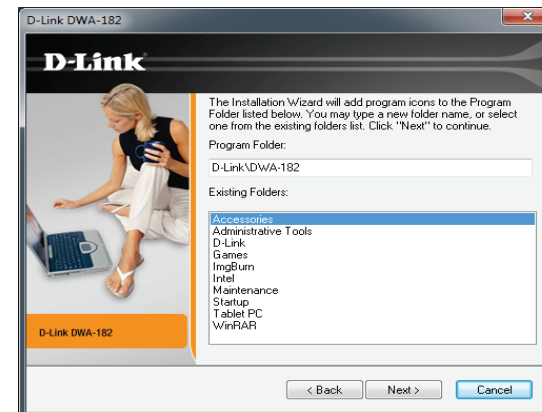 D-Link DWA-182
D-Link
The Installation Wizard will add program icons to the Program
Folder listed below. You may type a new folder name, or select
one from the existing folders list. Click "Next" to continue.
Program Folder:
D-Link\DWA-182
Existing Folders:
Accessories
Administrative Tools
D-Link
Games
ImgBurn
Intel
Maintenance
Startup
Tablet PC
WinRAR
D-Link DWA-182
< Back
Next >
Cancel